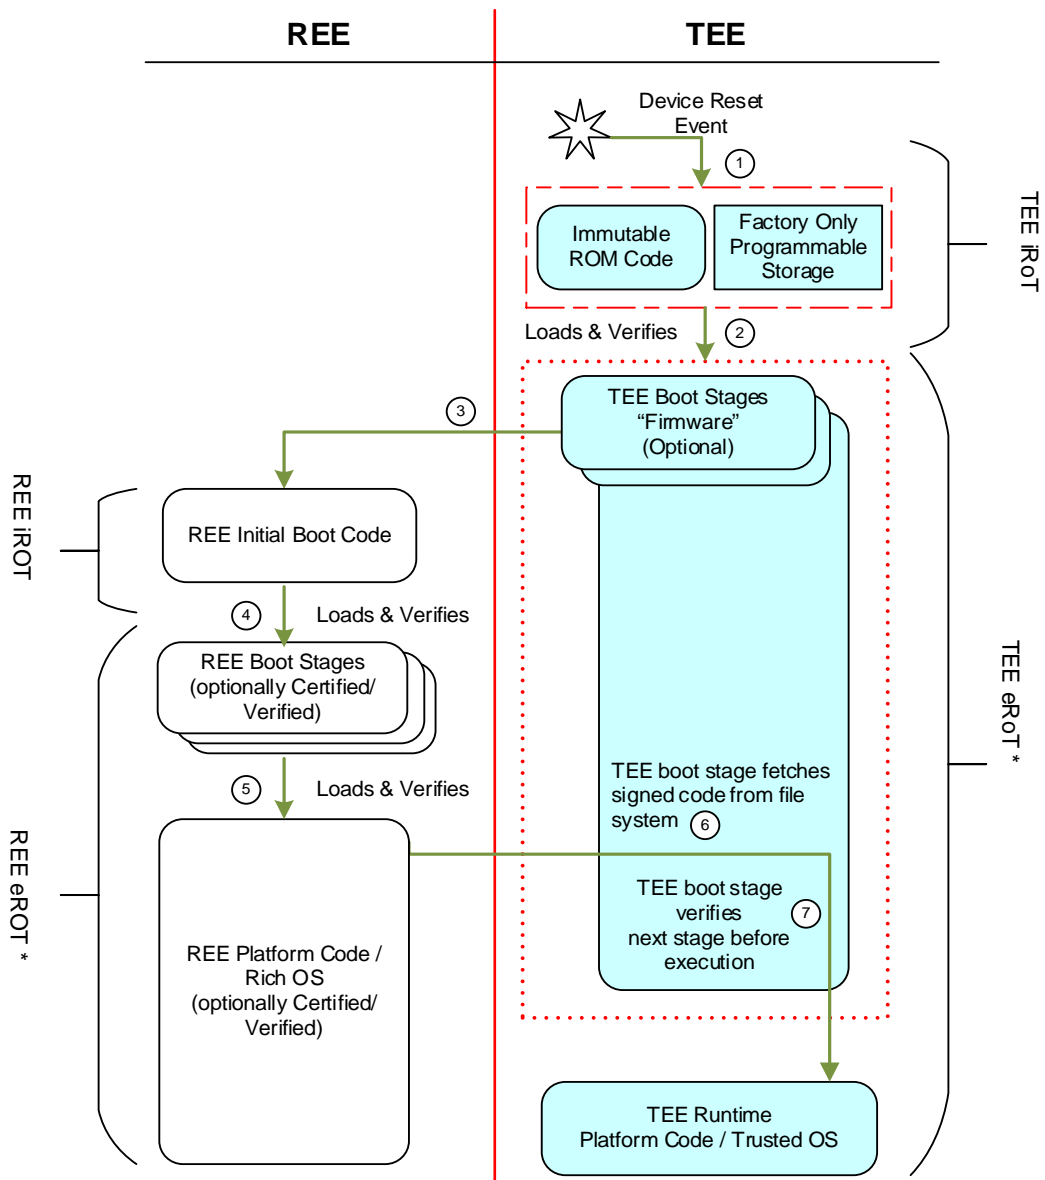 REE
TEE
Device Reset
Event
1
Immutable
ROM Code
Factory Only
Programmable
Storage
TEE iRoT
Loads & Verifies
2
TEE Boot Stages
“Firmware”
(Optional)
3
REE Initial Boot Code
REE iROT
4
Loads & Verifies
REE Boot Stages
(optionally Certified/
Verified)
5
Loads & Verifies
TEE eRoT *
TEE boot stage fetches
signed code from file
system
6
REE eROT *
TEE boot stage
verifies
next stage before
execution
7
REE Platform Code /
Rich OS
(optionally Certified/
Verified)
TEE Runtime
Platform Code / Trusted OS